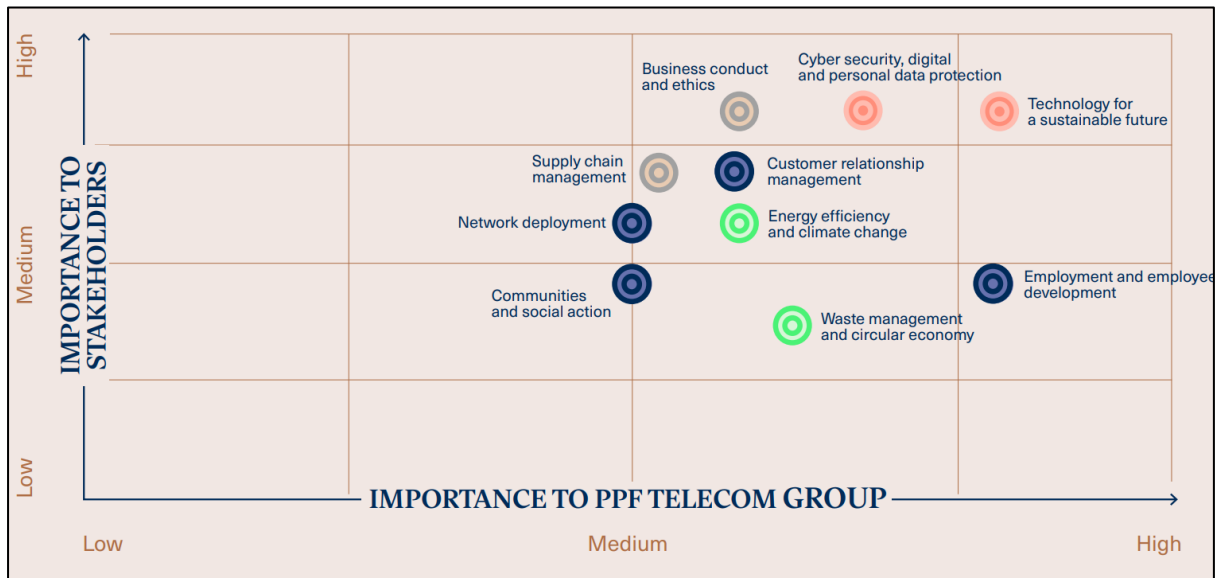 High
Medium
Low
IMPORTANCE TO
STAKEHOLDERS
Business conduct
and ethics
Cyber security, digital
and personal data protection
Technology for
a sustainable future
Supply chain
management
Customer relationship
management
Network deployment
Energy efficiency
and climate change
Communities
and social action
Employment and employee
development
Waste management
and circular economy
IMPORTANCE TO PPF TELECOM GROUP
Low
Medium
High